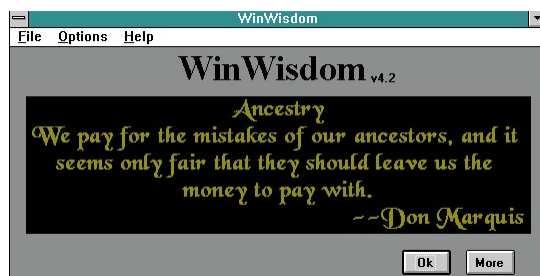 WinWisdom
File Options Help
WinWisdom v4.2
Ancestry
We pay for the mistakes of our ancestors, and it
seems only fair that they should leave us the
money to pay with.
--Don Marquis
Ok More